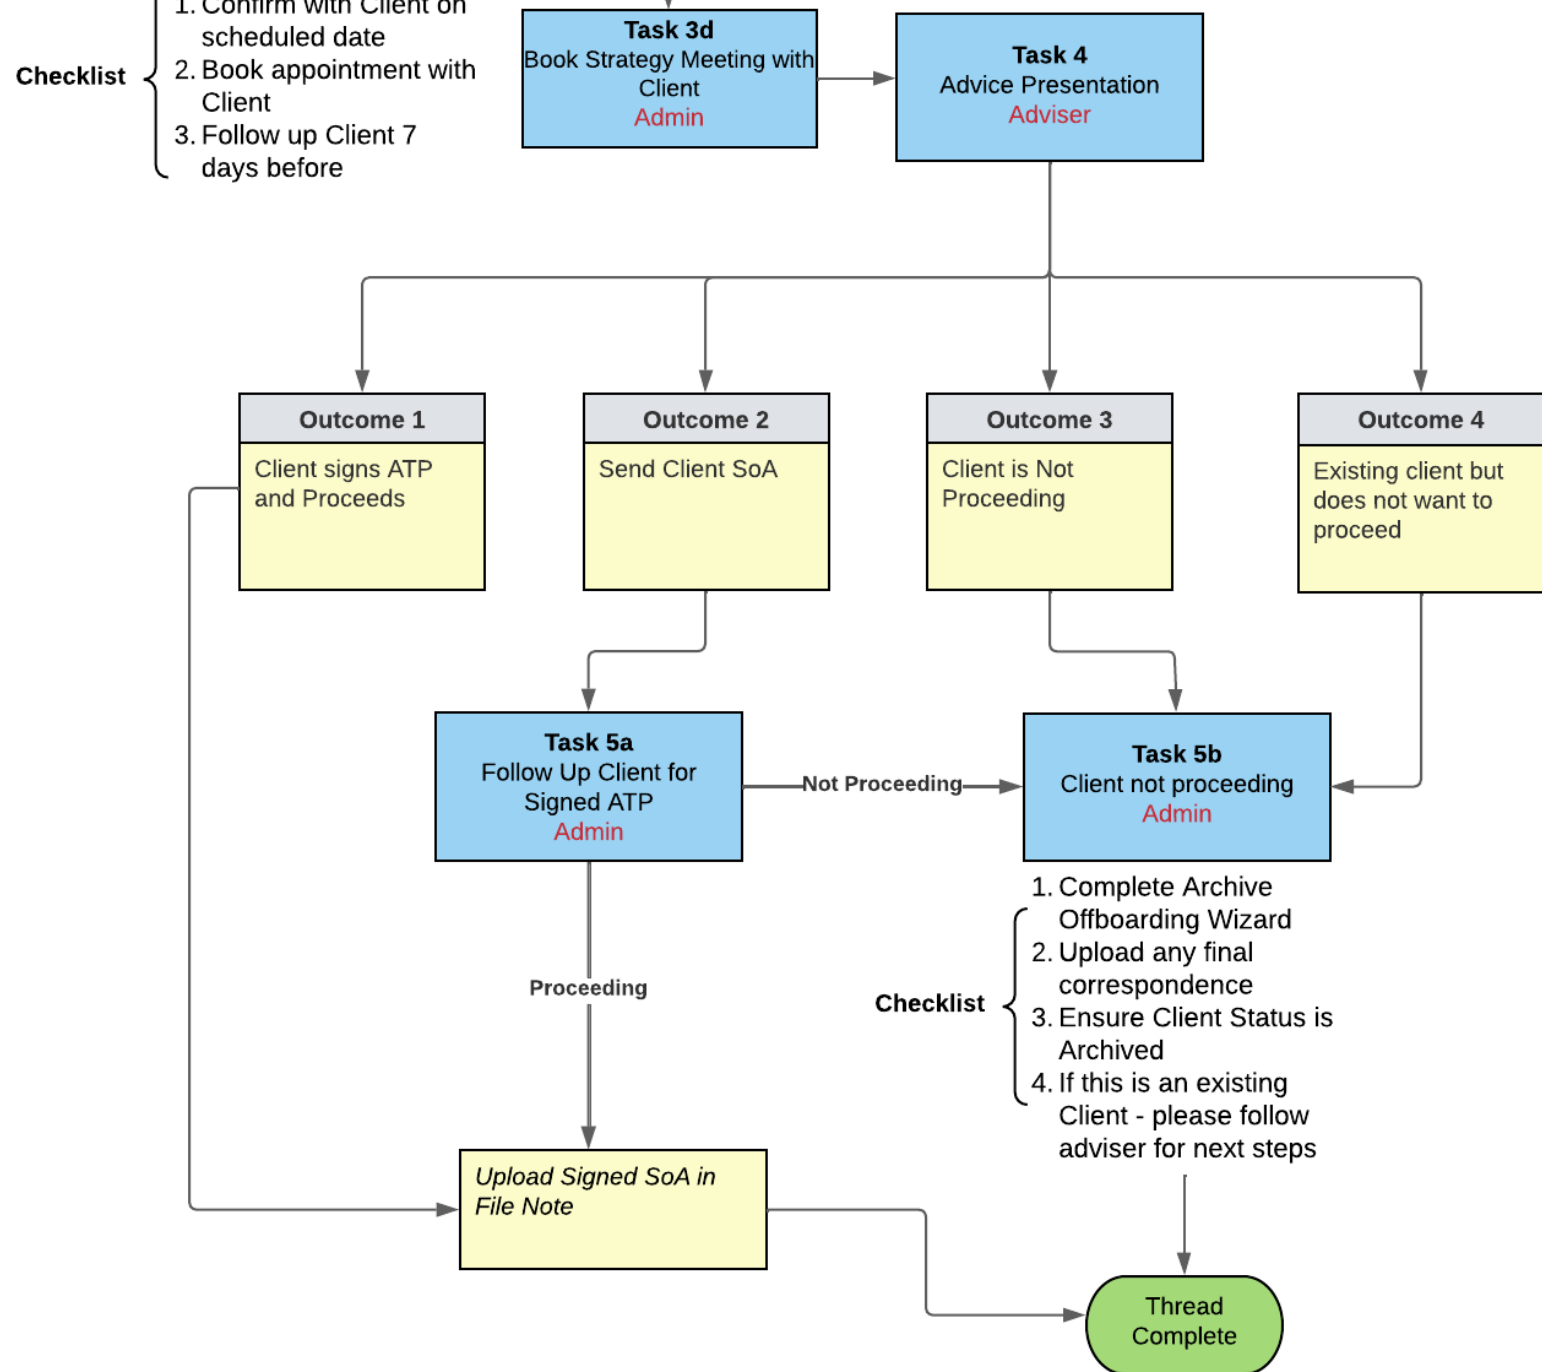 1. Confirm with Client on
scheduled date
2. Book appointment with
Client
3. Follow up Client 7
days before
Checklist
Task 3d
Book Strategy Meeting with
Client
Admin
Task 4
Advice Presentation
Adviser
Outcome 1
Client signs ATP
and Proceeds
Outcome 2
Send Client SoA
Outcome 3
Client is Not
Proceeding
Outcome 4
Existing client but
does not want to
proceed
Task 5a
Follow Up Client for
Signed ATP
Admin
Not Proceeding
Task 5b
Client not proceeding
Admin
Proceeding
Checklist
1. Complete Archive
Offboarding Wizard
2. Upload any final
correspondence
3. Ensure Client Status is
Archived
4. If this is an existing
Client - please follow
adviser for next steps
Upload Signed SoA in
File Note
Thread
Complete